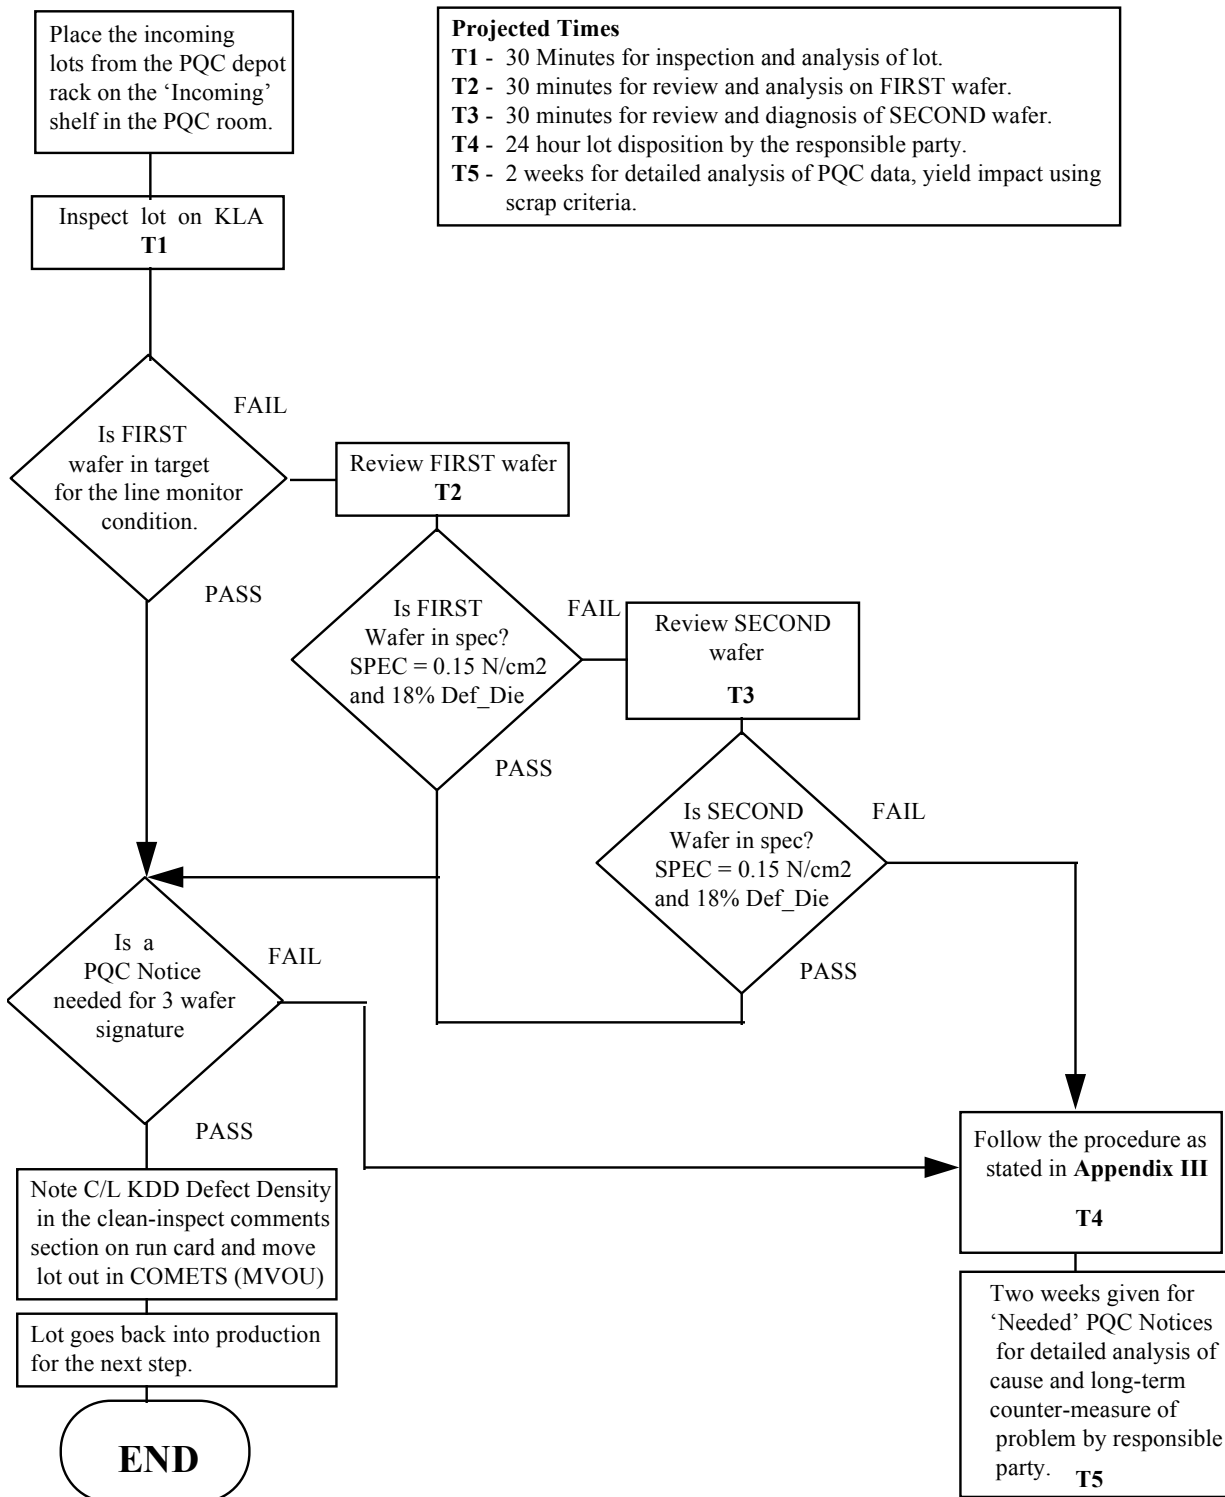 Place the incoming
lots from the PQC depot
rack on the ‘Incoming’
shelf in the PQC room.
Projected Times
T1 - 30 Minutes for inspection and analysis of lot.
T2 - 30 minutes for review and analysis on FIRST wafer.
T3 - 30 minutes for review and diagnosis of SECOND wafer.
T4 - 24 hour lot disposition by the responsible party.
T5 - 2 weeks for detailed analysis of PQC data, yield impact using
scrap criteria.
Inspect lot on KLA
T1
Is FIRST
wafer in target
for the line monitor
condition.
FAIL
PASS
Review FIRST wafer
T2
Is FIRST
Wafer in spec?
SPEC = 0.15 N/cm2
and 18% Def_Die
FAIL
PASS
Review SECOND
wafer
T3
Is SECOND
Wafer in spec?
SPEC = 0.15 N/cm2
and 18% Def_Die
FAIL
PASS
Is a
PQC Notice
needed for 3 wafer
signature
FAIL
PASS
Follow the procedure as
stated in Appendix III
T4
Note C/L KDD Defect Density
in the clean-inspect comments
section on run card and move
lot out in COMETS (MVOU)
Lot goes back into production
for the next step.
END
Two weeks given for
‘Needed’ PQC Notices
for detailed analysis of
cause and long-term
counter-measure of
problem by responsible
party.
T5